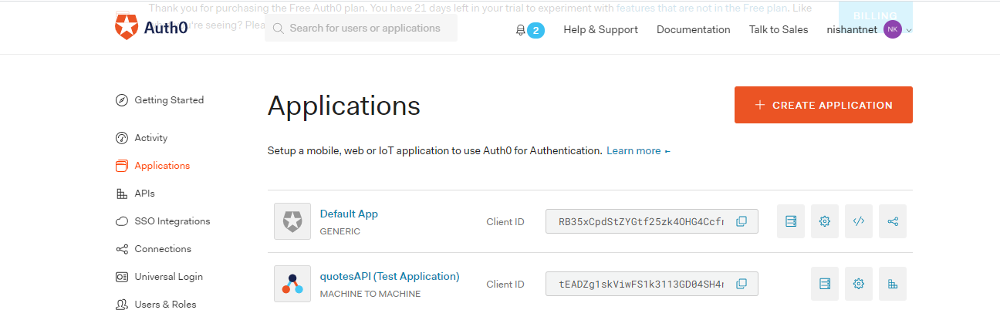 Thank you for purchasing the Free Auth0 plan. You have 21 days left in your trial to experiment with features that are not in the Free plan. Like
you're seeing? Plea
BILLING
Auth0
Search for users or applications
2
Help & Support
Documentation
Talk to Sales
nishantnet
NK
Getting Started
Activity
Applications
APIs
SSO Integrations
Connections
Universal Login
Users & Roles
Applications
+ CREATE APPLICATION
Setup a mobile, web or IoT application to use Auth0 for Authentication. Learn more
Default App
GENERIC
Client ID
RB35xCpdStZYGtf25zk4OHG4Ccf
quotesAPI (Test Application)
MACHINE TO MACHINE
Client ID
tEADZg1skViwFS1k3113GD04SH4